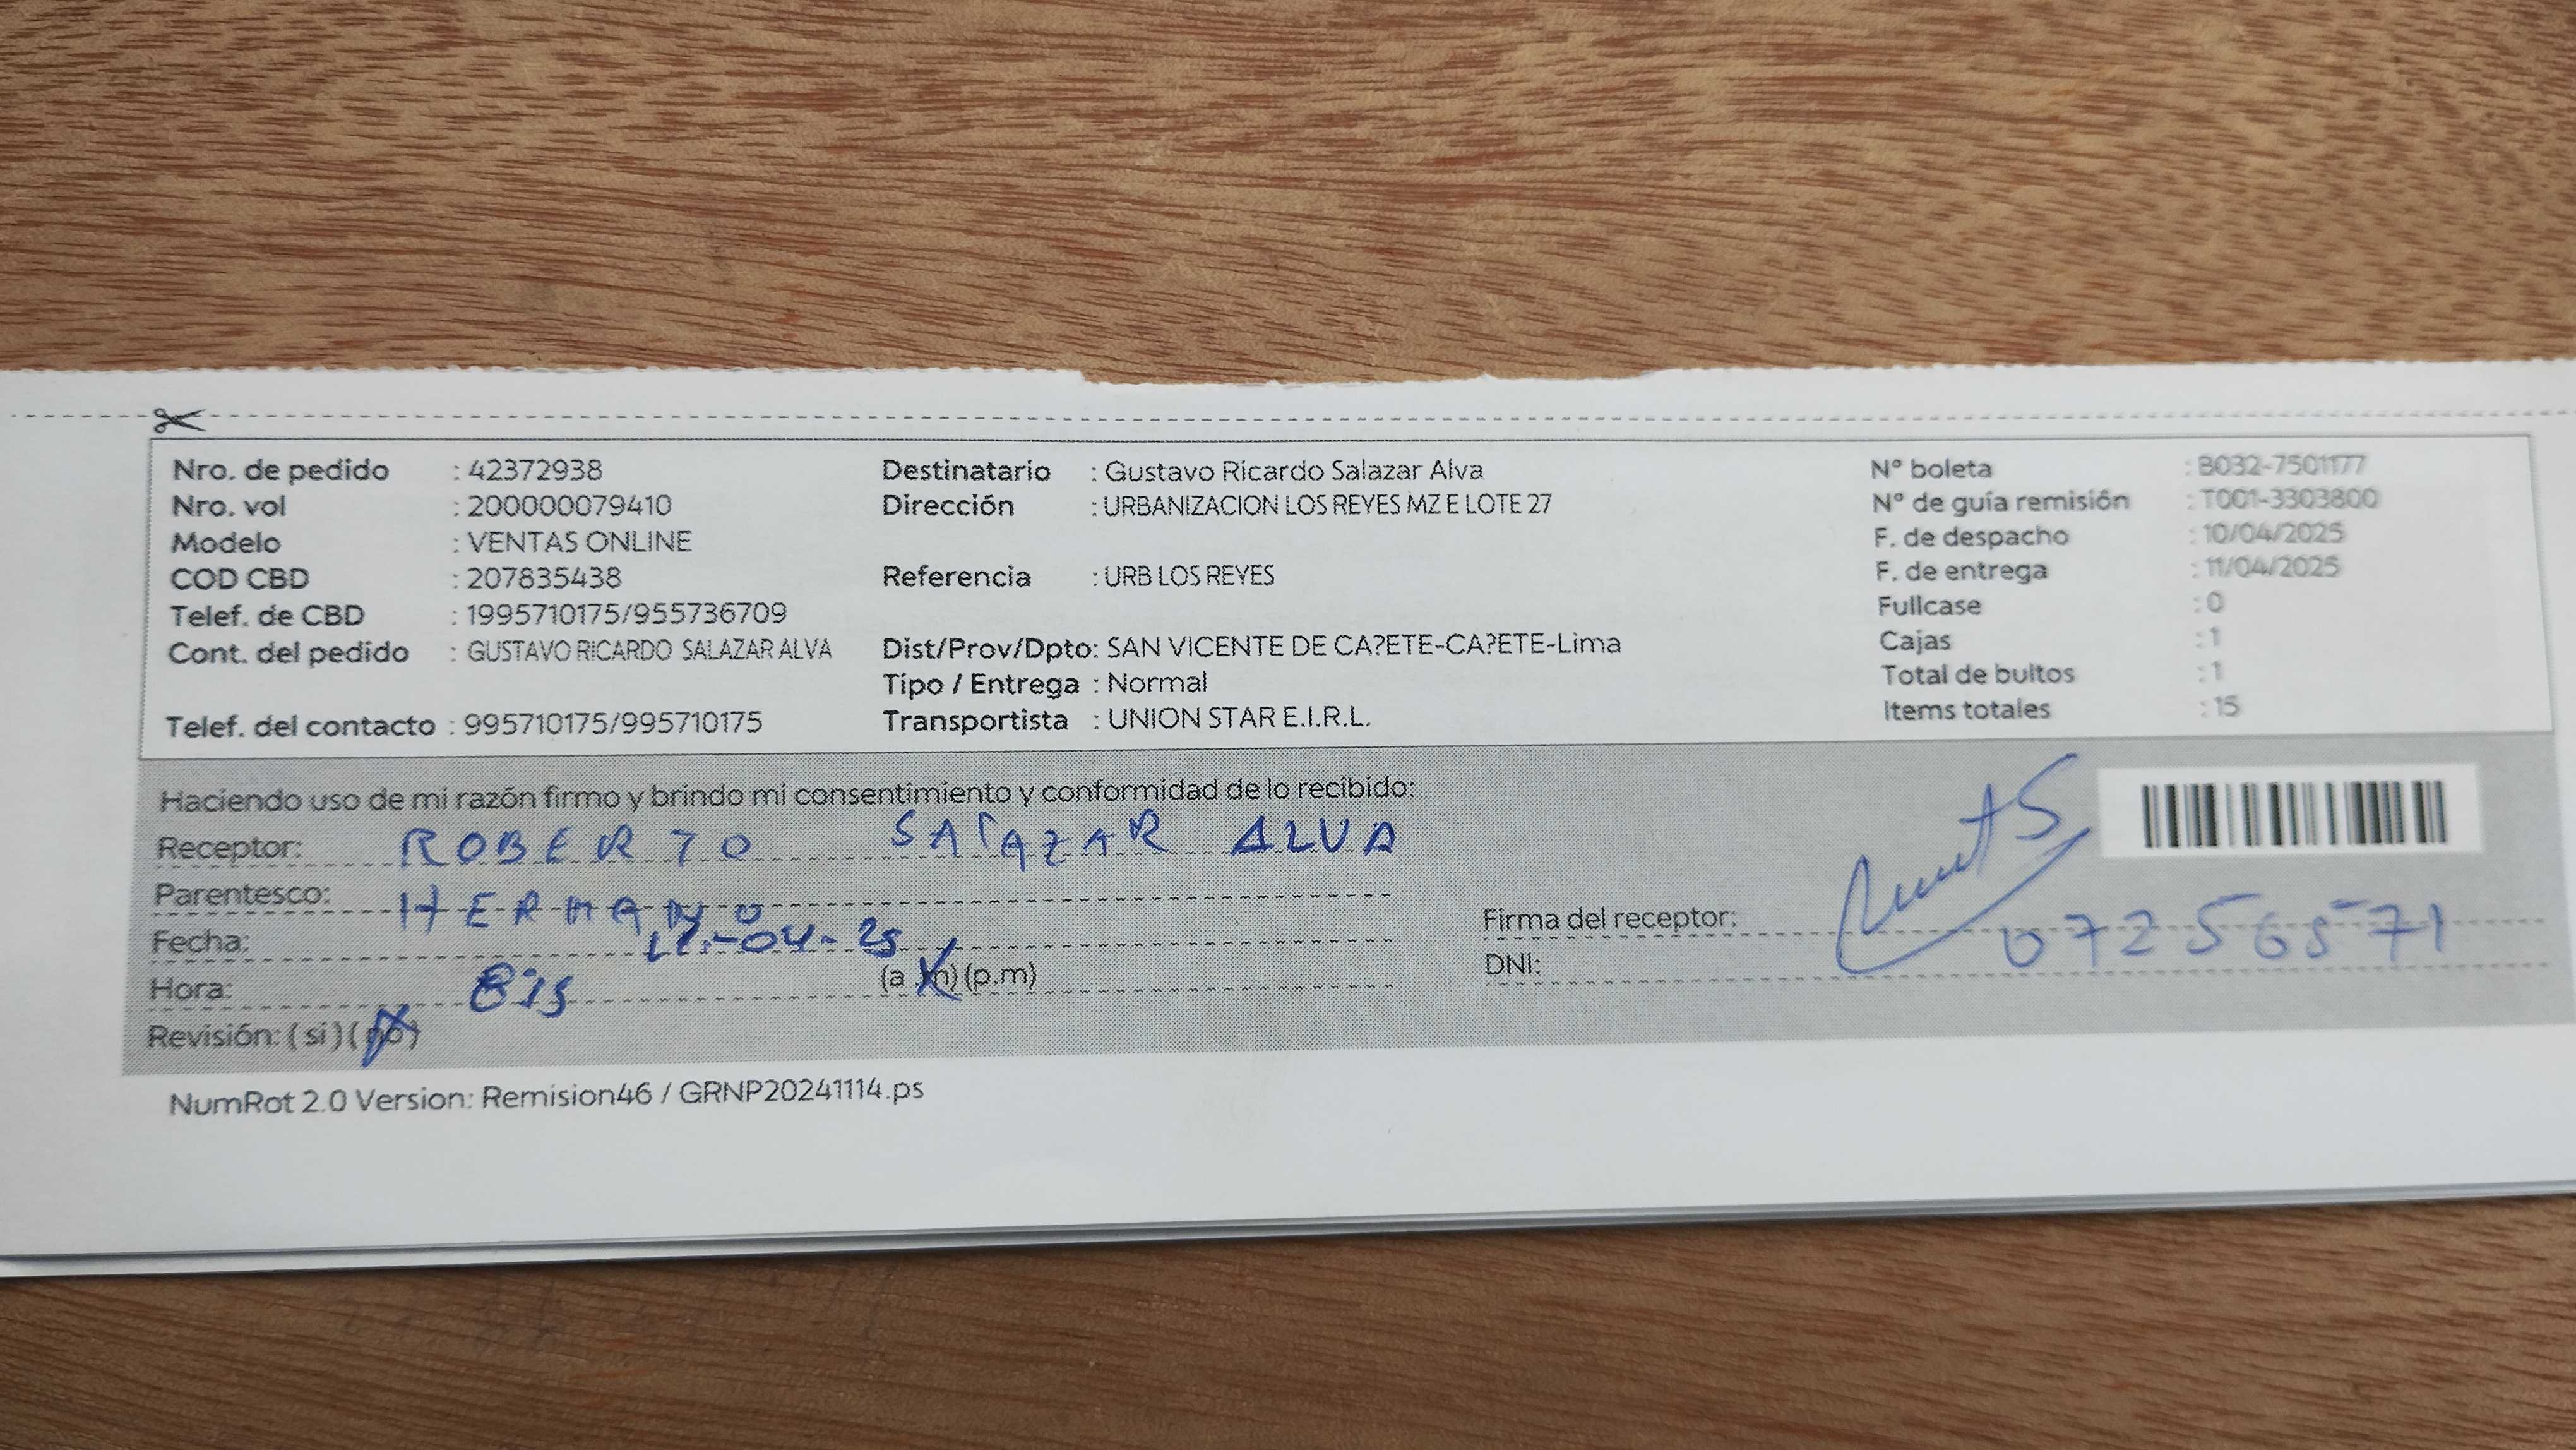 Nro. de pedido : 42372938
Nro. vol : 200000079410
Modelo : VENTAS ONLINE
COD CBD : 207835438
Telef. de CBD : 1995710175/955736709
Cont. del pedido : GUSTAVO RICARDO SALAZAR ALVA
Telef. del contacto : 995710175/995710175
Destinatario : Gustavo Ricardo Salazar Alva
Dirección : URBANIZACION LOS REYES MZ E LOTE 27
Referencia : URB LOS REYES
Dist/Prov/Dpto: SAN VICENTE DE CA?ETE-CA?ETE-Lima
Tipo / Entrega : Normal
Transportista : UNION STAR E.I.R.L.
N° boleta : B032-7501177
N° de guía remisión : T001-3303800
F. de despacho : 10/04/2025
F. de entrega : 11/04/2025
Fullcase : 0
Cajas : 1
Total de bultos : 1
Items totales : 15
Haciendo uso de mi razón firmo y brindo mi consentimiento y conformidad de lo recibido:
Receptor: ROBERTO SALAZAR ALVA
Parentesco: HERMANO
Fecha: -04-25
Hora: (a.m) (p.m)
Revisión: (si) (no)
Firma del receptor:
DNI: 07256571
NumRot 2.0 Version: Remision46 / GRNP20241114.ps